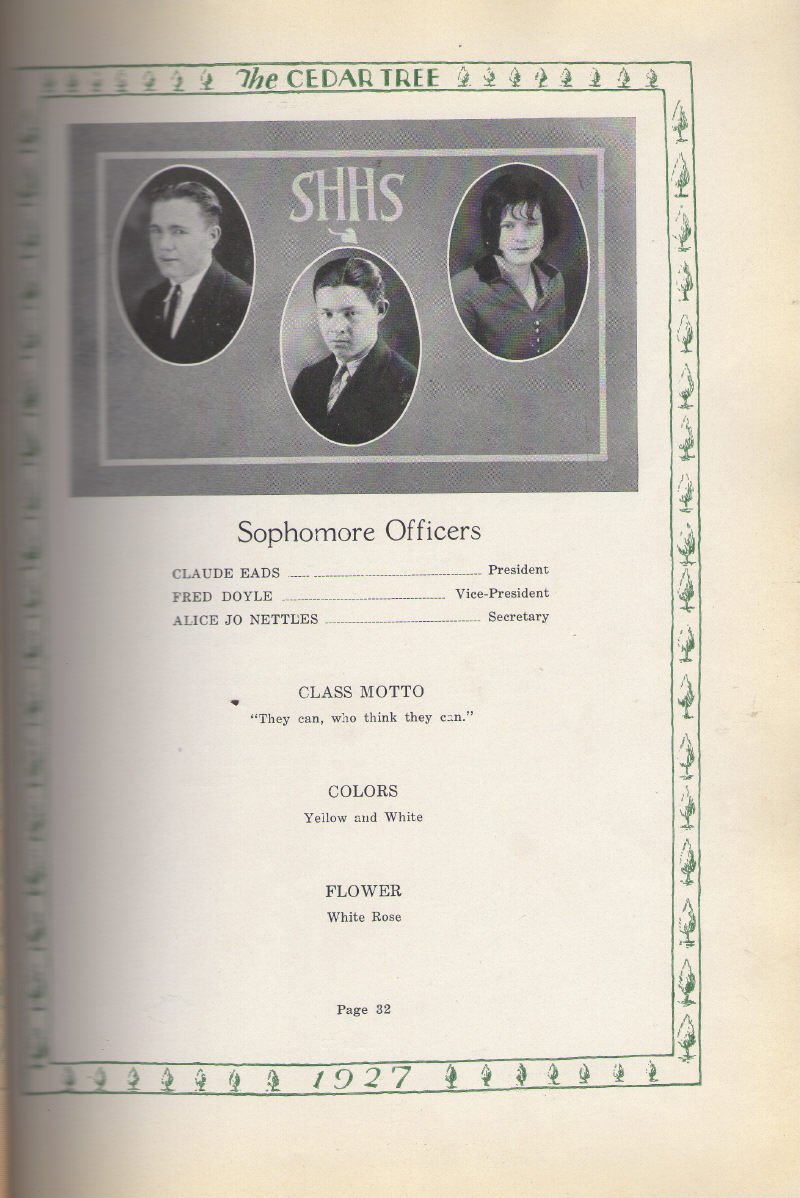 The CEDAR TREE
SHHS
Sophomore Officers
CLAUDE EADS President
FRED DOYLE Vice-President
ALICE JO NETTLES Secretary
CLASS MOTTO
"They can, who think they can."
COLORS
Yellow and White
FLOWER
White Rose
Page 32
1927